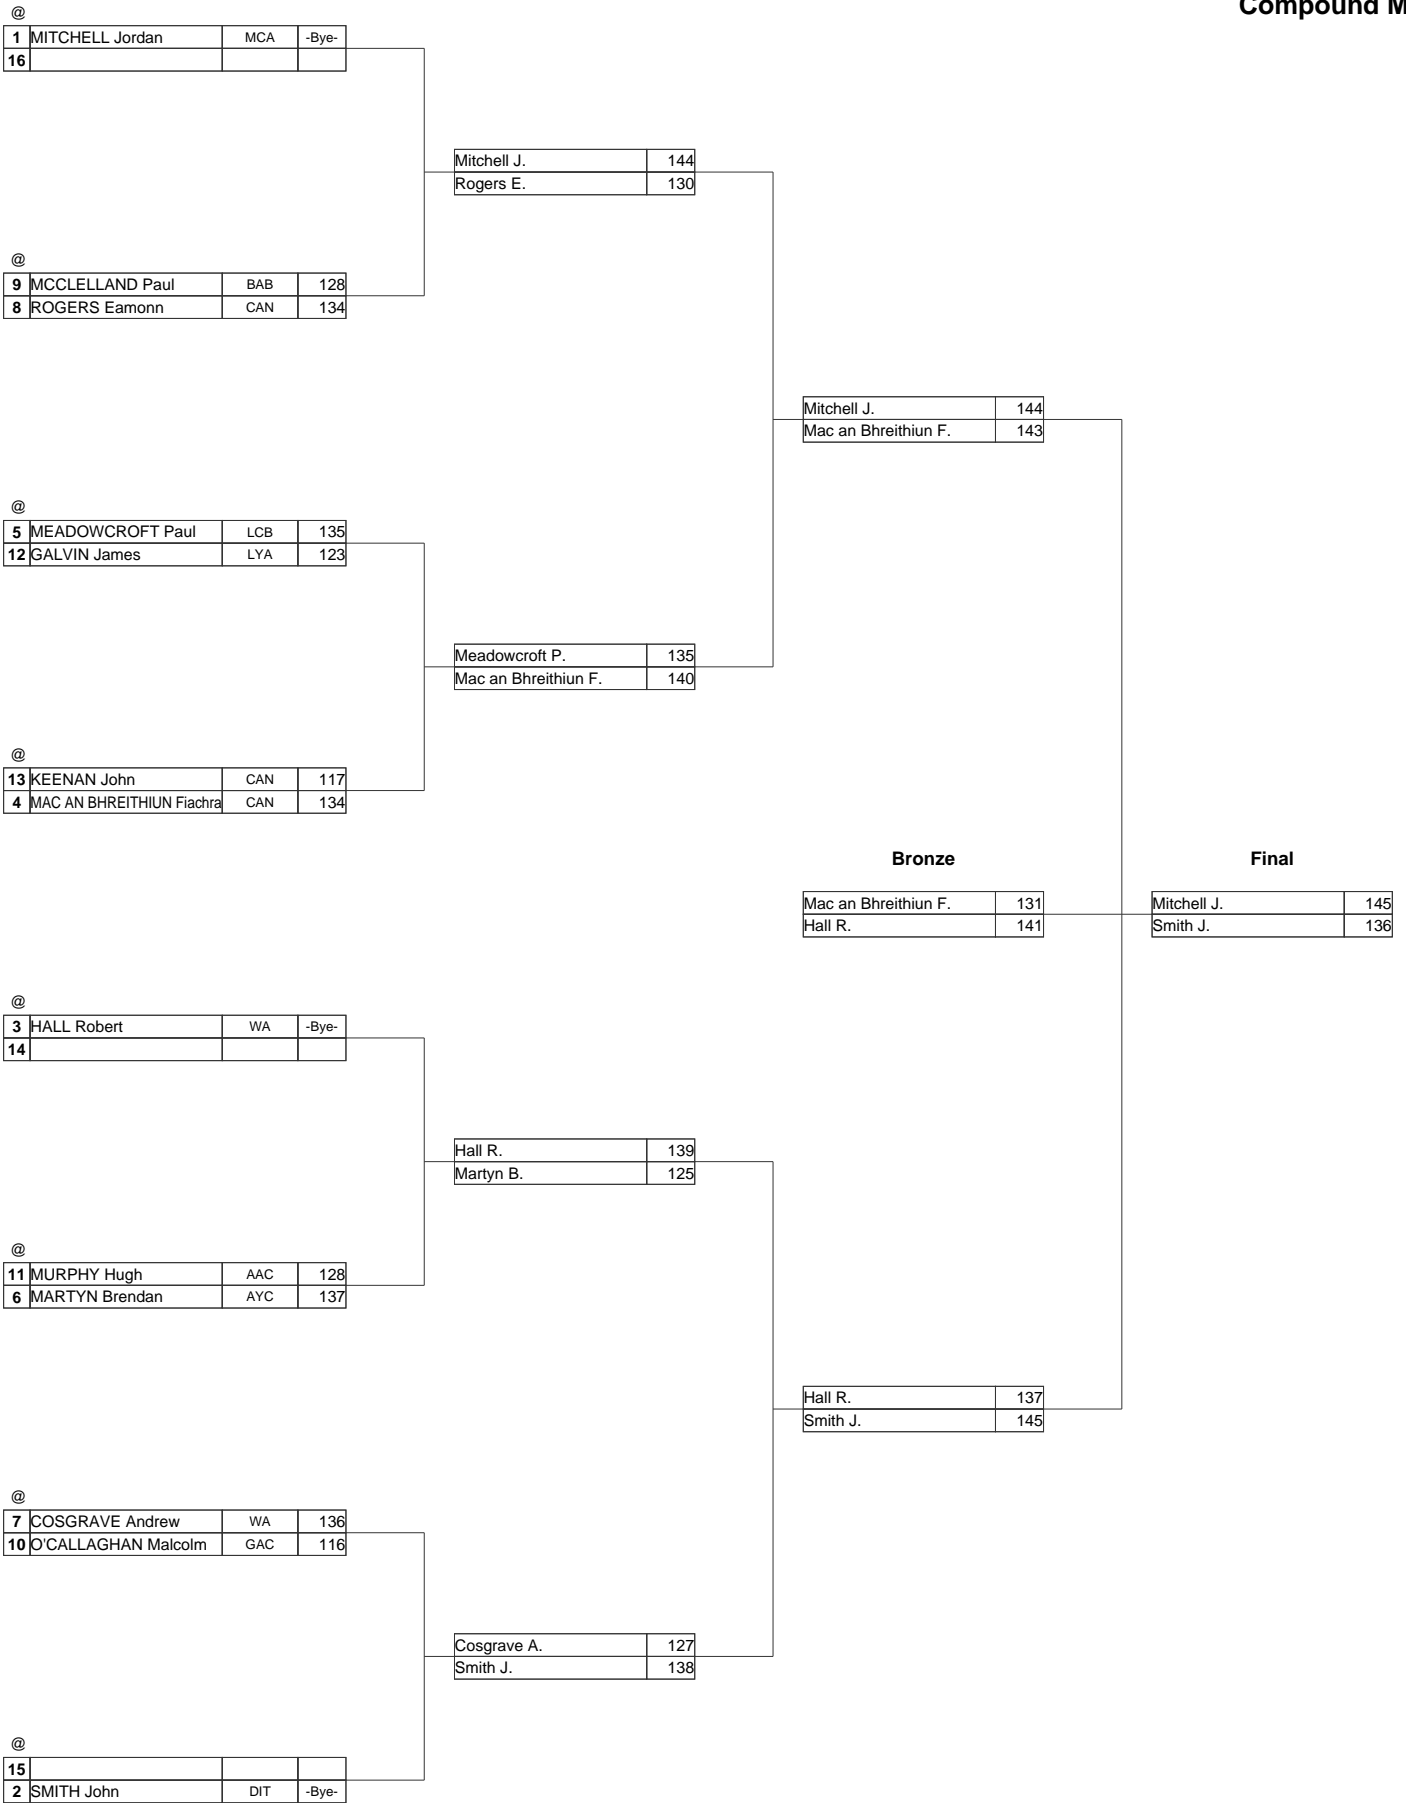 Compound M
@
1 MITCHELL Jordan MCA -Bye-
16
Mitchell J. 144
Rogers E. 130
@
9 MCCLELLAND Paul BAB 128
8 ROGERS Eamonn CAN 134
Mitchell J. 144
Mac an Bhreithiun F. 143
@
5 MEADOWCROFT Paul LCB 135
12 GALVIN James LYA 123
Meadowcroft P. 135
Mac an Bhreithiun F. 140
@
13 KEENAN John CAN 117
4 MAC AN BHREITHIUN Fiachra CAN 134
Bronze Final
Mac an Bhreithiun F. 131 Mitchell J. 145
Hall R. 141 Smith J. 136
@
3 HALL Robert WA -Bye-
14
Hall R. 139
Martyn B. 125
@
11 MURPHY Hugh AAC 128
6 MARTYN Brendan AYC 137
Hall R. 137
Smith J. 145
@
7 COSGRAVE Andrew WA 136
10 O'CALLAGHAN Malcolm GAC 116
Cosgrave A. 127
Smith J. 138
@
15
2 SMITH John DIT -Bye-